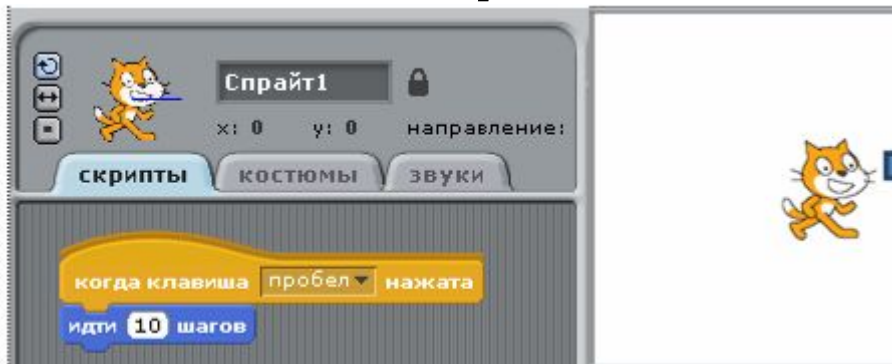 Спрайт1
x: 0 y: 0 направление:
скрипты костюмы звуки
когда клавиша пробел нажата
идти 10 шагов